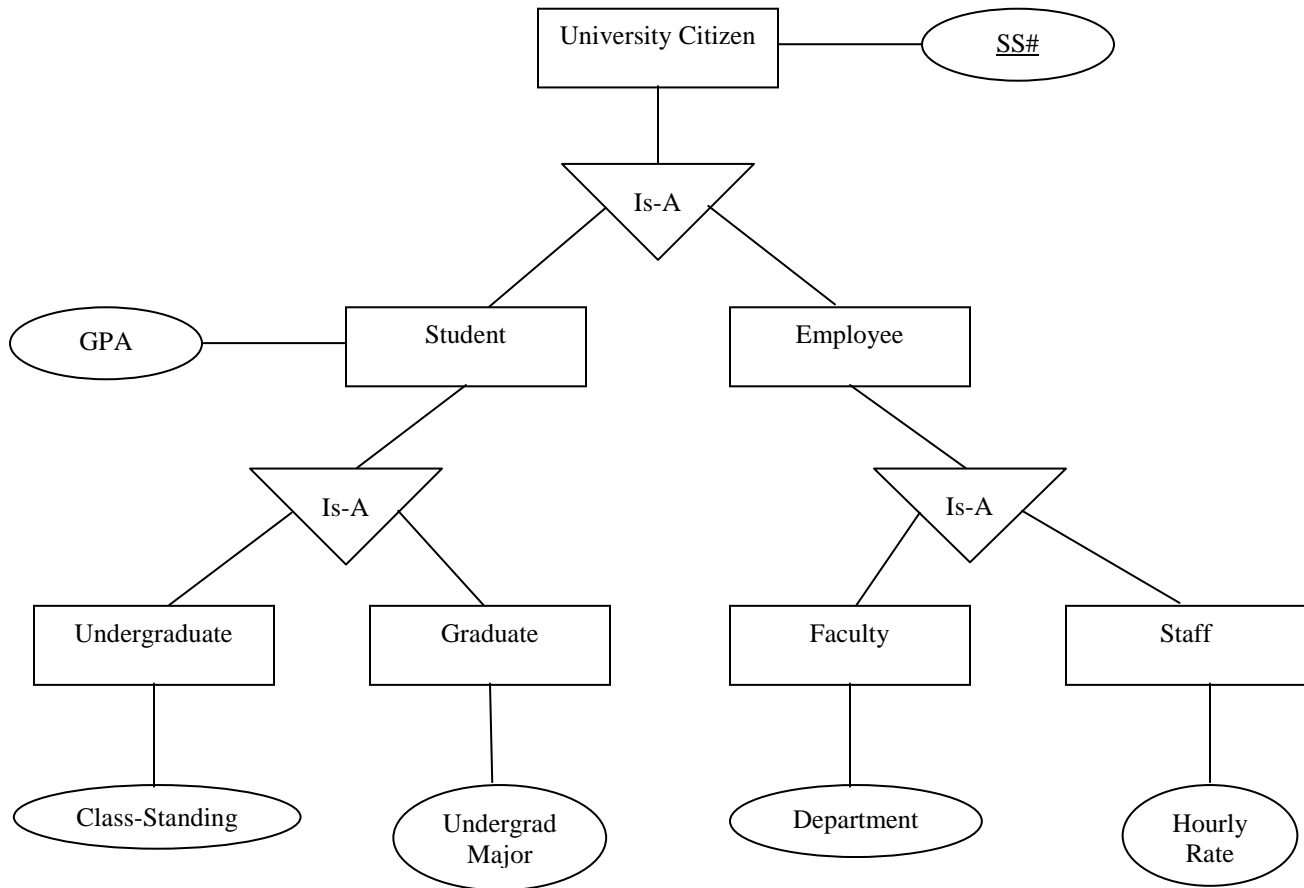 University Citizen
SS#
Is-A
GPA
Student
Employee
Is-A
Is-A
Undergraduate
Graduate
Faculty
Staff
Class-Standing
Undergrad
Major
Department
Hourly
Rate